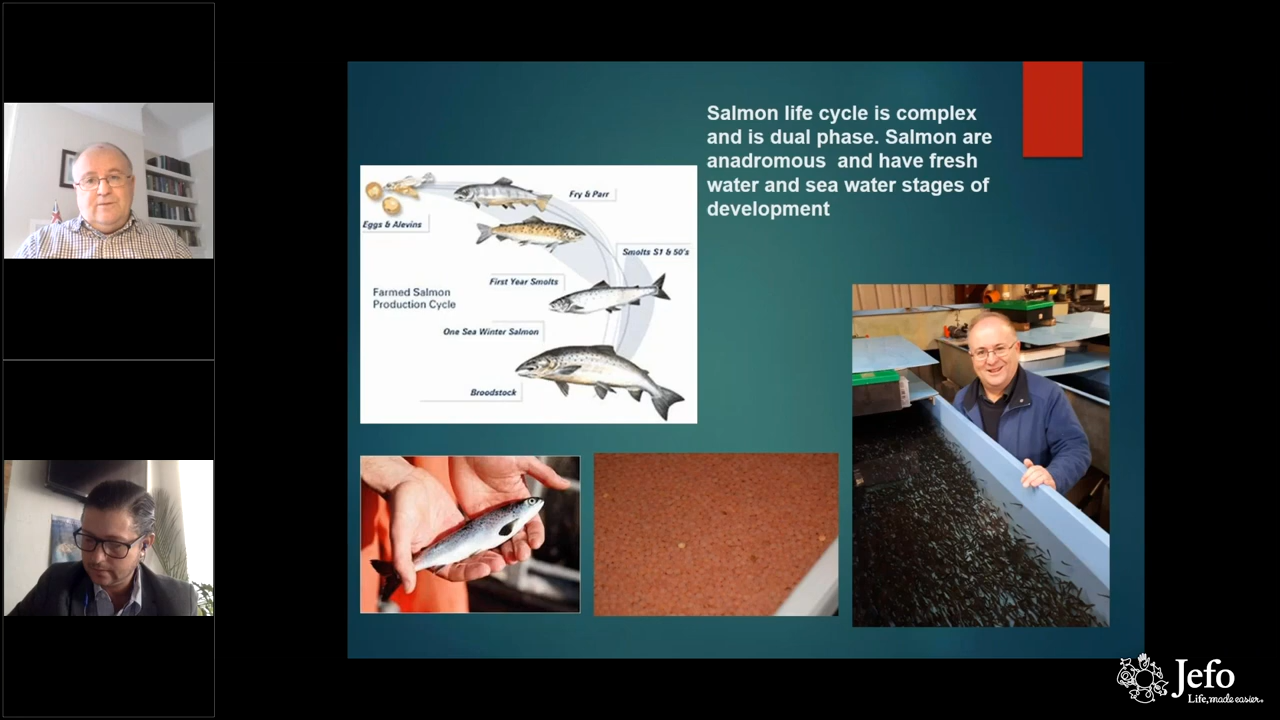 Salmon life cycle is complex
and is dual phase. Salmon are
anadromous and have fresh
water and sea water stages of
development
Fry & Parr
Eggs & Alevins
Smolts S1 & 50's
First Year Smolts
Farmed Salmon
Production Cycle
One Sea Winter Salmon
Broodstock
Jefo
Life, made easier.